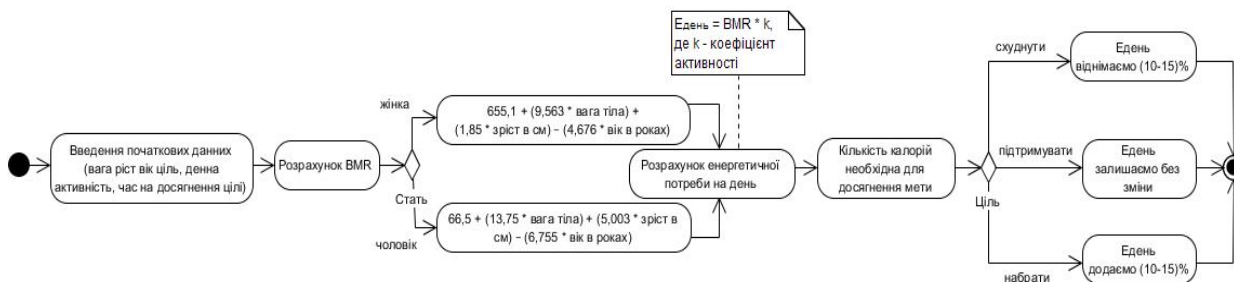 Введення початкових данних
(вага ріст вік ціль, денна
активність, час на досягнення цілі)
Розрахунок BMR
Стать
жінка
655,1 + (9,563 * вага тіла) +
(1,85 * зріст в см) – (4,676 * вік в роках)
чоловік
66,5 + (13,75 * вага тіла) + (5,003 * зріст в
см) – (6,755 * вік в роках)
Eдень = BMR * k,
де k - коефіцієнт
активності
Розрахунок енергетичної
потреби на день
Кількість калорій
необхідна для
досягнення мети
Ціль
схуднути
Eдень
віднімаємо (10-15)%
підтримувати
Eдень
залишаємо без
зміни
набрати
Eдень
додаємо (10-15)%